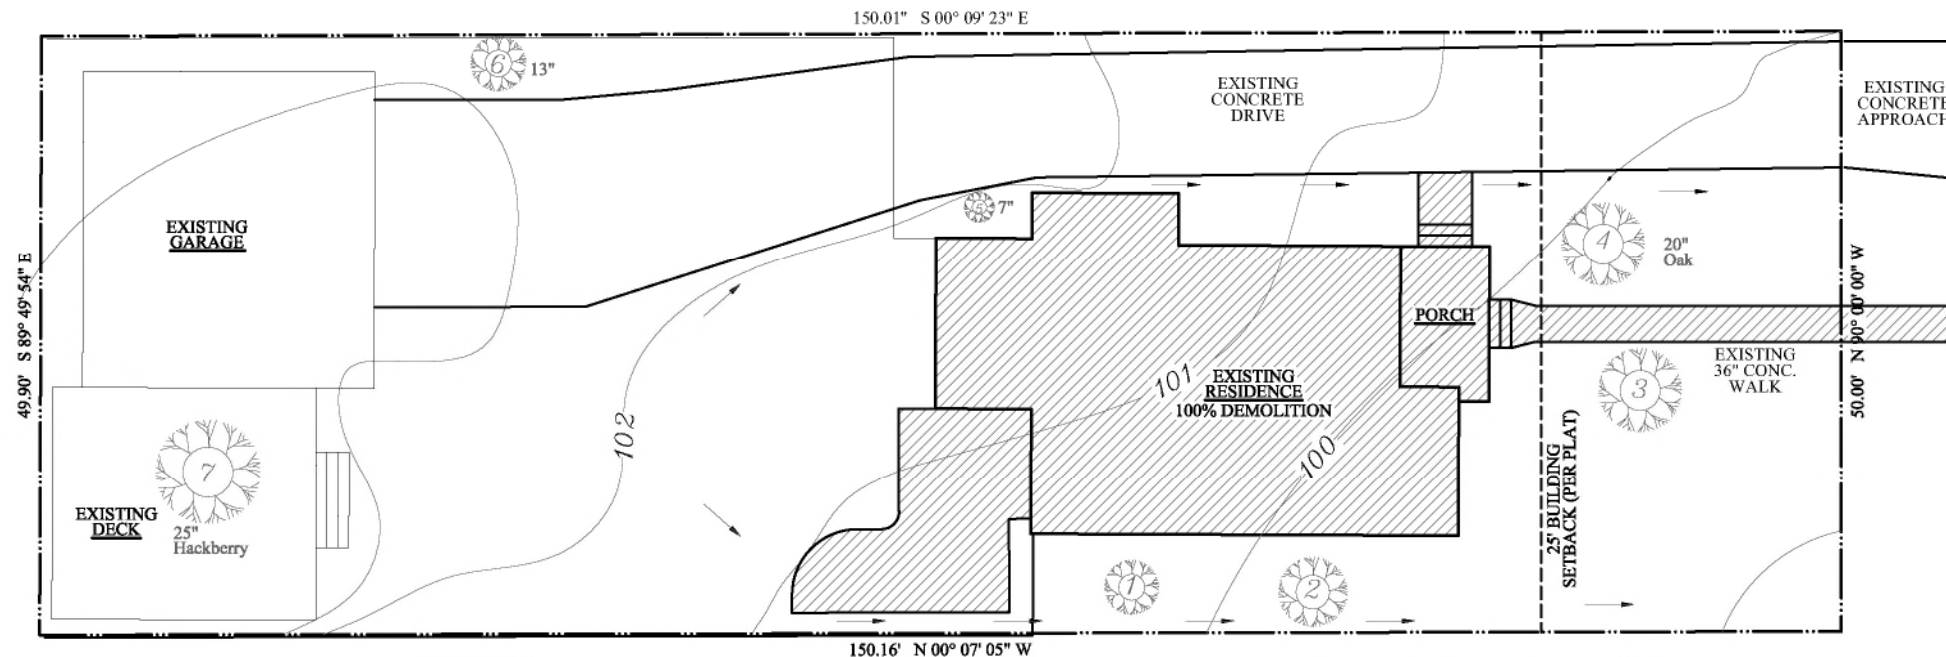 150.01" S 00° 09' 23" E
6
13"
EXISTING
CONCRETE
DRIVE
EXISTING
CONCRETE
APPROACH
EXISTING
GARAGE
5
7"
4
20"
Oak
49.90' S 89° 49' 54" E
PORCH
50.00' N 90° 00' 00" W
EXISTING
36" CONC.
WALK
3
101
EXISTING
RESIDENCE
100% DEMOLITION
102
100
7
25"
Hackberry
EXISTING
DECK
25' BUILDING
SETBACK (PER PLAT)
1
2
150.16' N 00° 07' 05" W